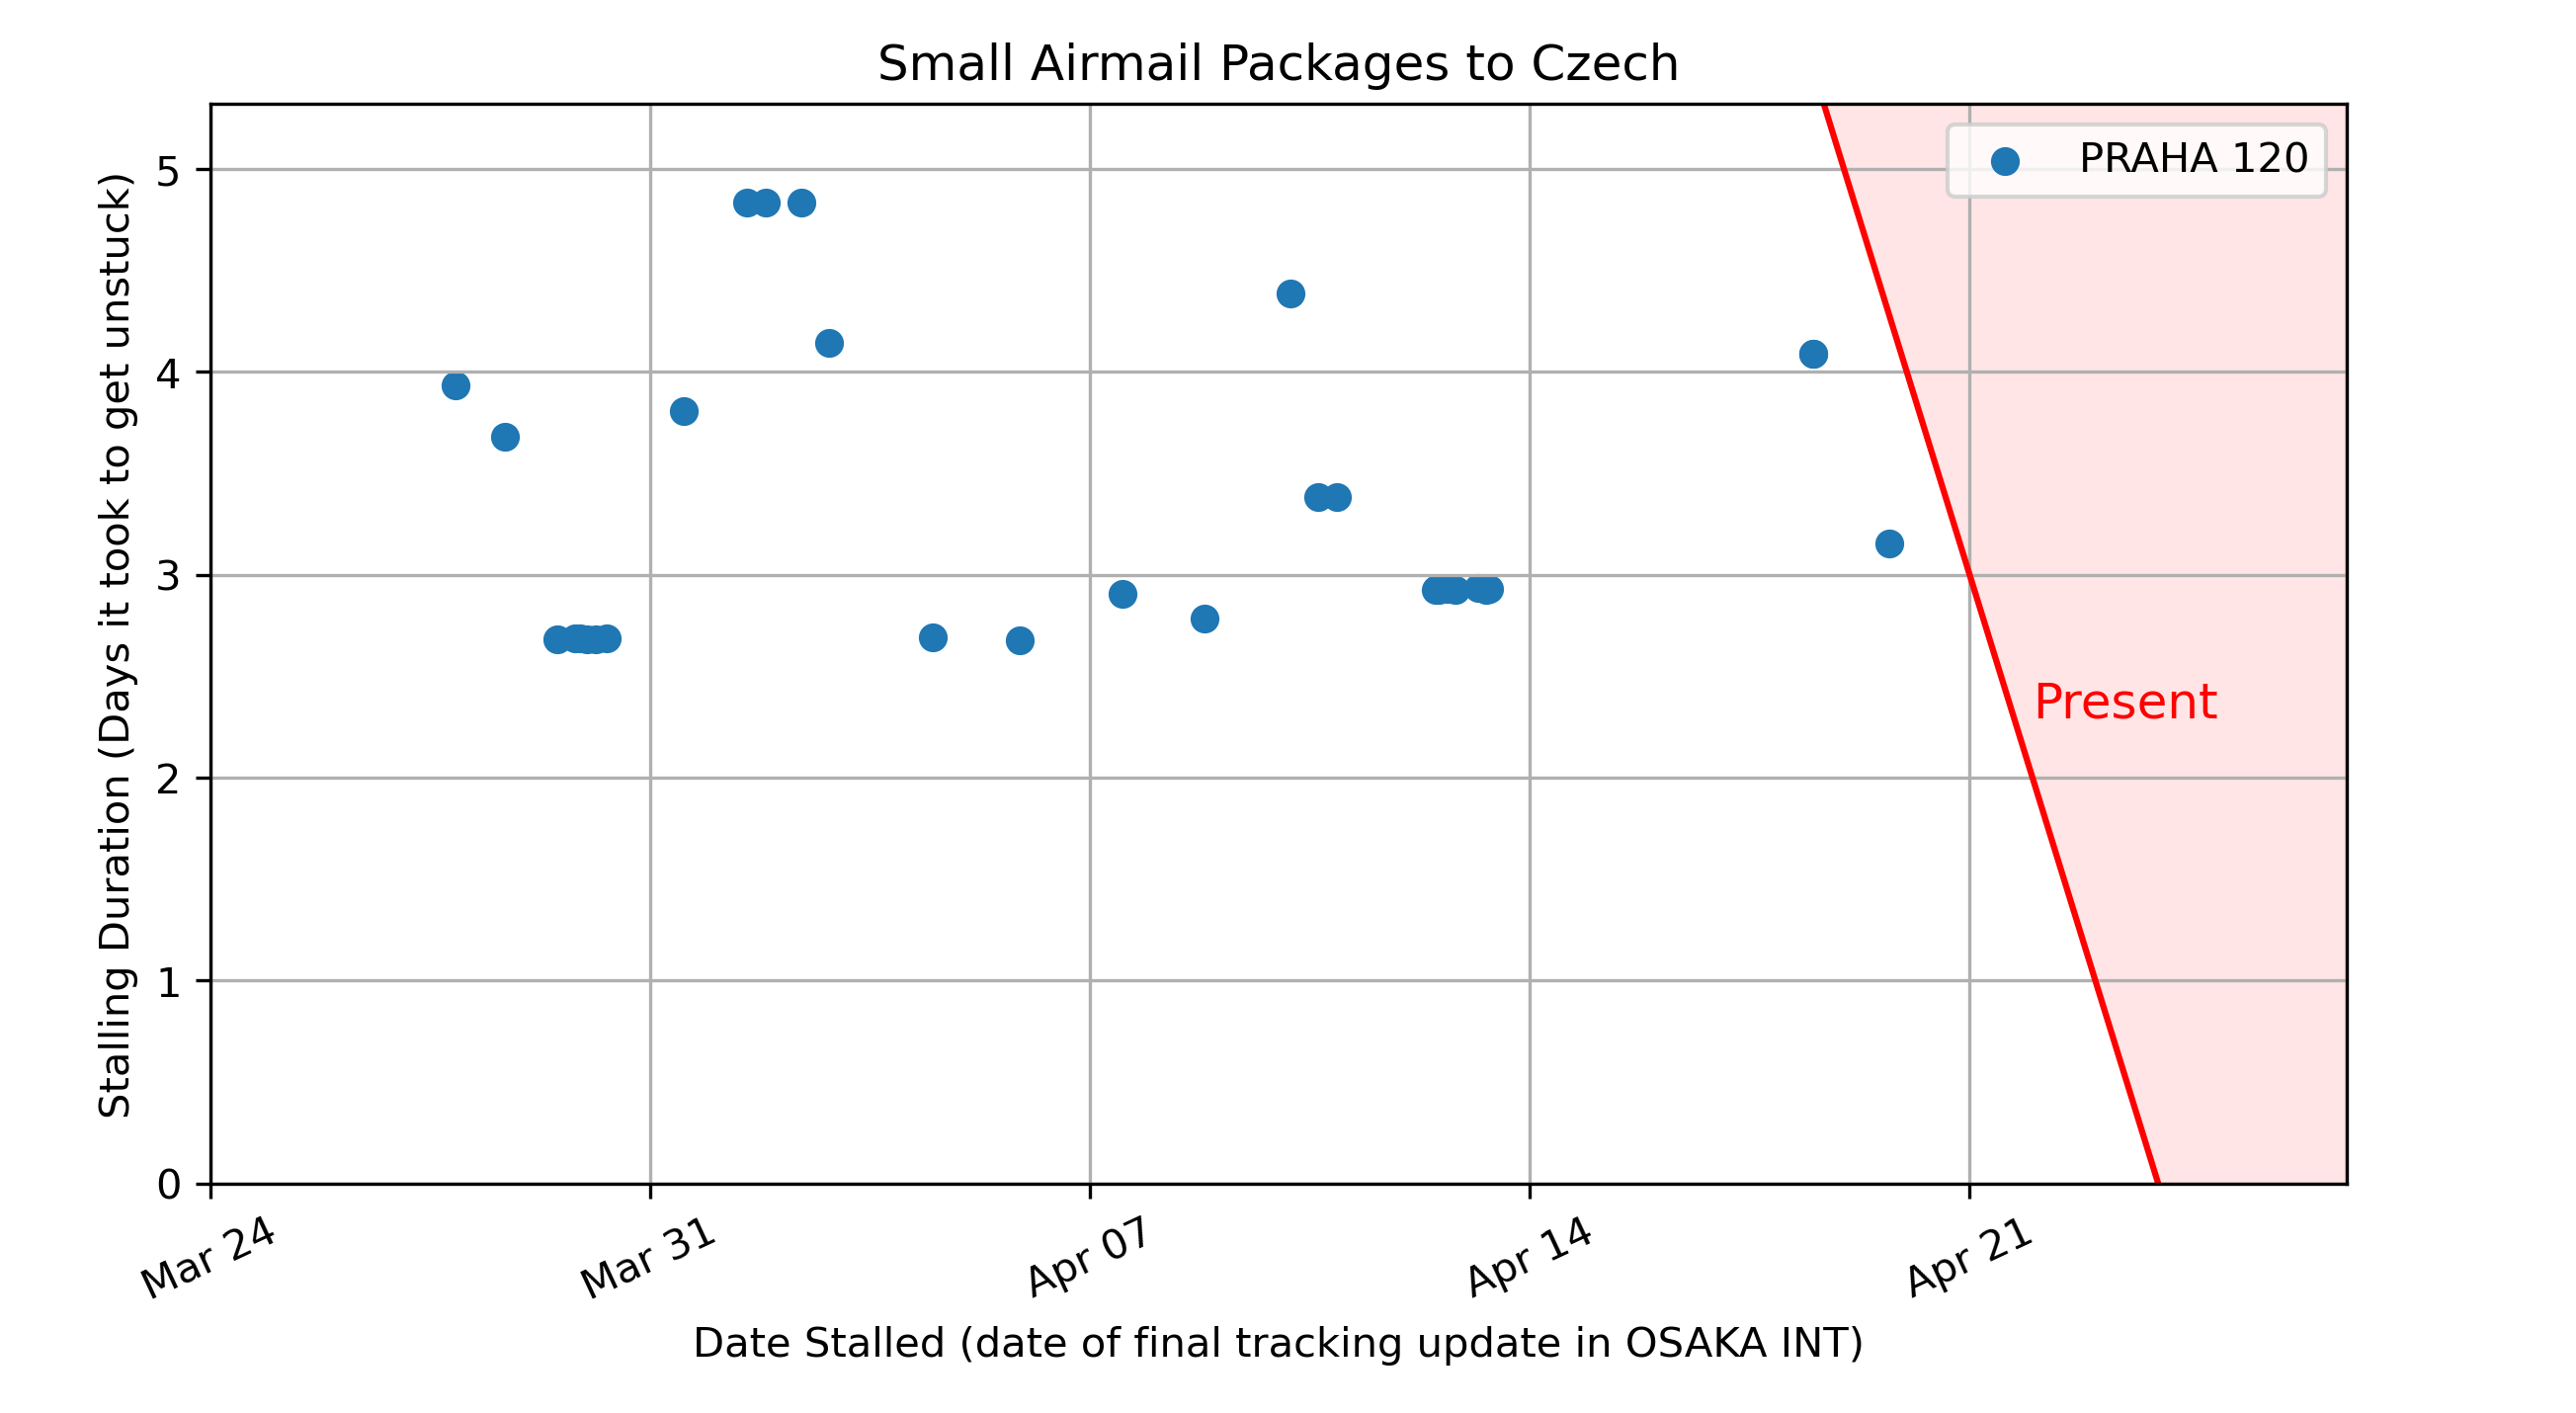 Small Airmail Packages to Czech
Stalling Duration (Days it took to get unstuck)
5
4
3
2
1
0
PRAHA 120
Present
Mar 24
Mar 31
Apr 07
Apr 14
Apr 21
Date Stalled (date of final tracking update in OSAKA INT)